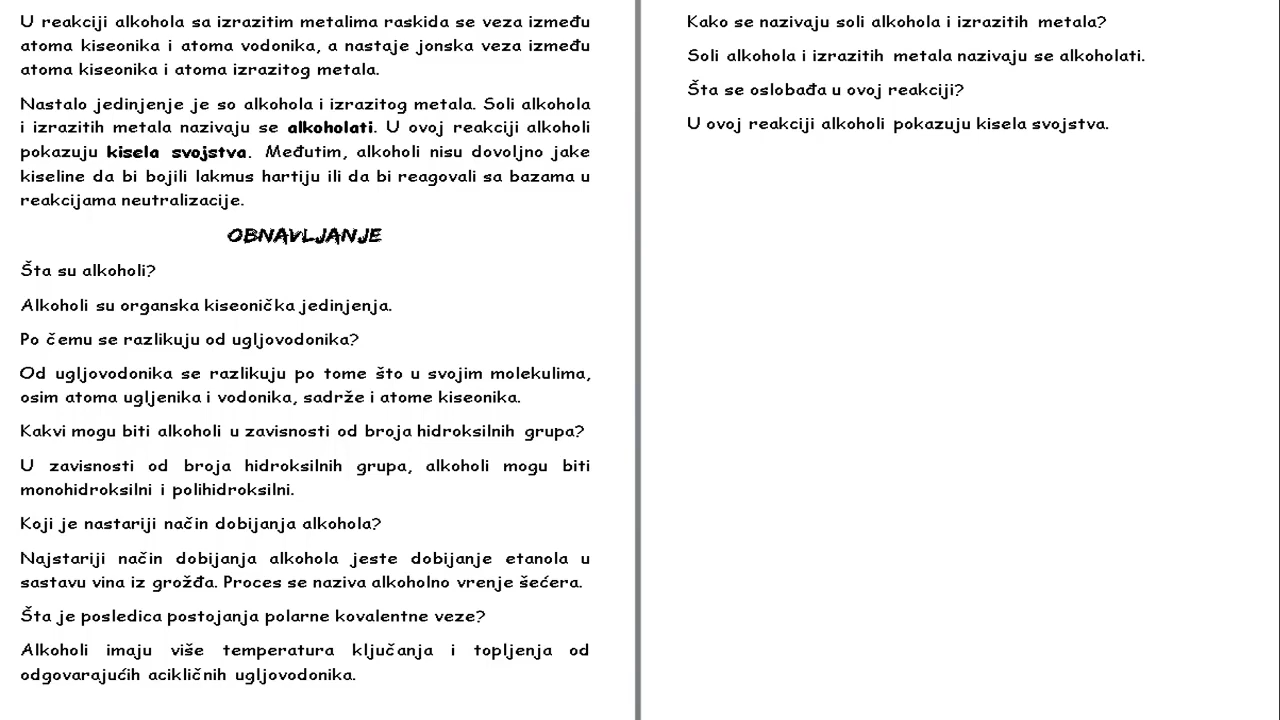 U reakciji alkohola sa izrazitim metalima raskida se veza između
atoma kiseonika i atoma vodonika, a nastaje jonska veza između
atoma kiseonika i atoma izrazitog metala.
Nastalo jedinjenje je so alkohola i izrazitog metala. Soli alkohola
i izrazitih metala nazivaju se alkoholati. U ovoj reakciji alkoholi
pokazuju kisela svojstva. Međutim, alkoholi nisu dovoljno jake
kiseline da bi bojili lakmus hartiju ili da bi reagovali sa bazama u
reakcijama neutralizacije.
OBNAVLJANJE
Šta su alkoholi?
Alkoholi su organska kiseonička jedinjenja.
Po čemu se razlikuju od ugljovodonika?
Od ugljovodonika se razlikuju po tome što u svojim molekulima,
osim atoma ugljenika i vodonika, sadrže i atome kiseonika.
Kakvi mogu biti alkoholi u zavisnosti od broja hidroksilnih grupa?
U zavisnosti od broja hidroksilnih grupa, alkoholi mogu biti
monohidroksilni i polihidroksilni.
Koji je nastariji način dobijanja alkohola?
Najstariji način dobijanja alkohola jeste dobijanje etanola u
sastavu vina iz grožđa. Proces se naziva alkoholno vrenje šećera.
Šta je posledica postojanja polarne kovalentne veze?
Alkoholi imaju više temperatura ključanja i topljenja od
odgovarajućih acikličnih ugljovodonika.
Kako se nazivaju soli alkohola i izrazitih metala?
Soli alkohola i izrazitih metala nazivaju se alkoholati.
Šta se oslobađa u ovoj reakciji?
U ovoj reakciji alkoholi pokazuju kisela svojstva.